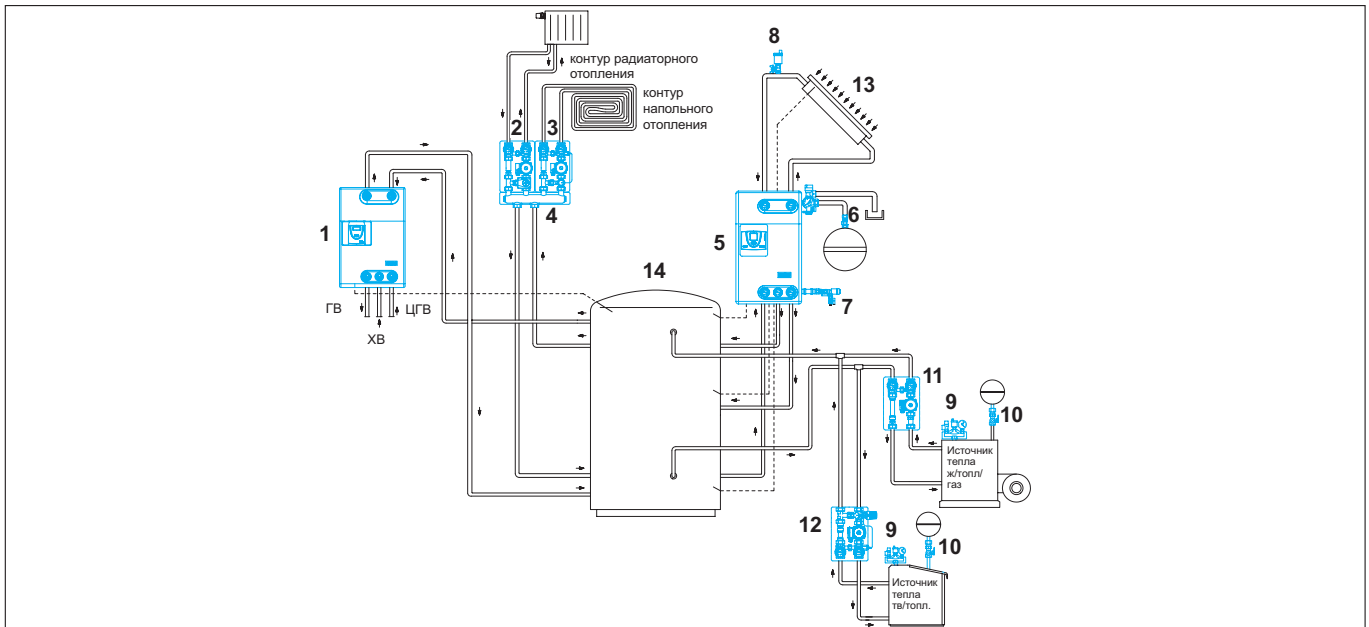 8
контур радиаторного
отопления
13
контур
напольного
отопления
2
3
4
1
5
6
7
14
ГВ
ЦГВ
ХВ
11
9
10
Источник
тепла
ж/топл/
газ
12
9
10
Источник
тепла
тв/топл.